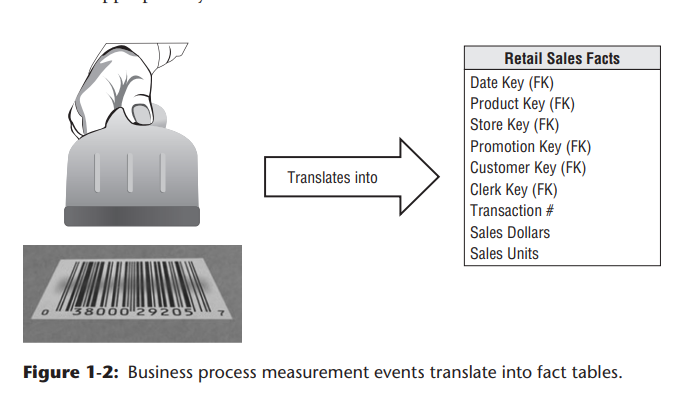 Translates into
Retail Sales Facts
Date Key (FK)
Product Key (FK)
Store Key (FK)
Promotion Key (FK)
Customer Key (FK)
Clerk Key (FK)
Transaction #
Sales Dollars
Sales Units
0 38000 29205 7
Figure 1-2: Business process measurement events translate into fact tables.